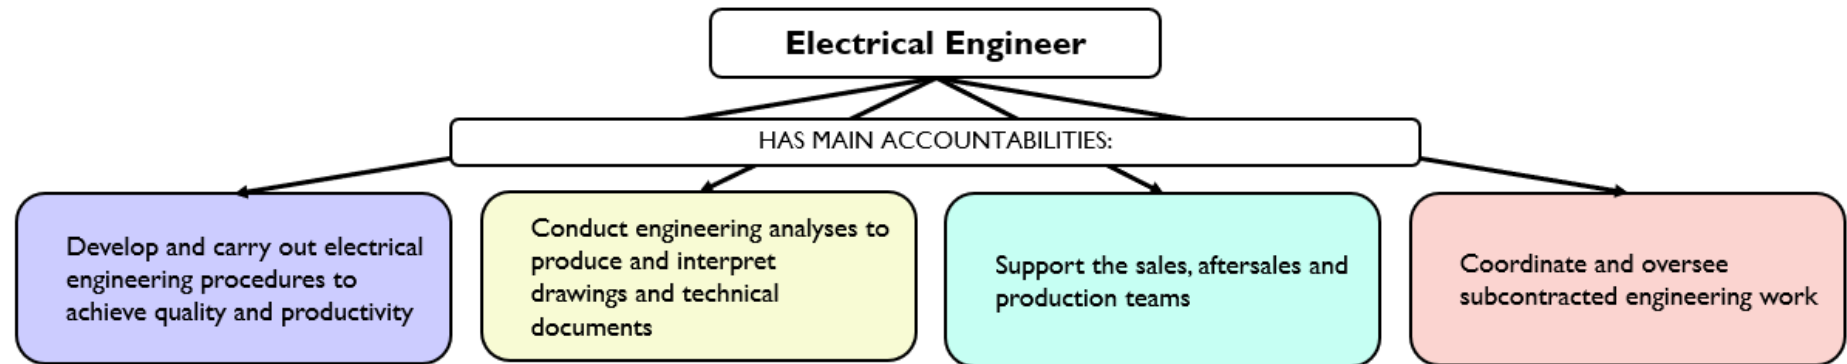 Electrical Engineer
HAS MAIN ACCOUNTABILITIES:
Develop and carry out electrical
engineering procedures to
achieve quality and productivity
Conduct engineering analyses to
produce and interpret
drawings and technical
documents
Support the sales, aftersales and
production teams
Coordinate and oversee
subcontracted engineering work